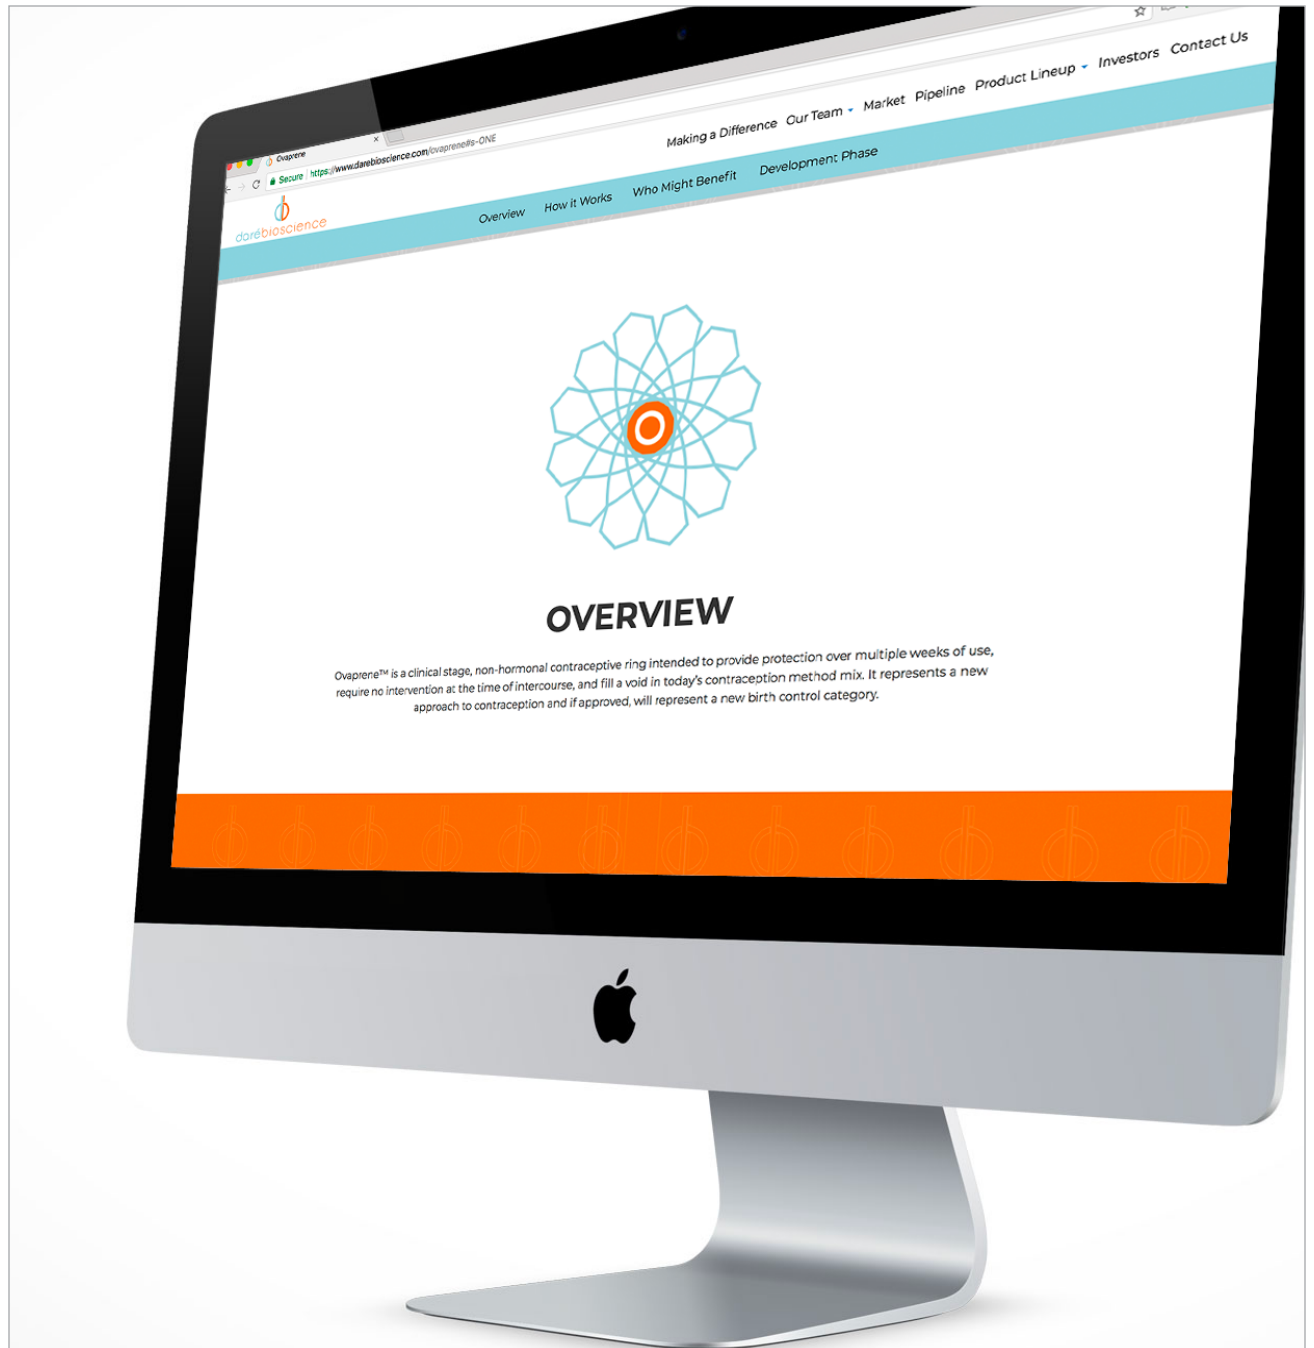 Ovaprene
Secure https://www.darebioscience.com/ovaprene#s-ONE
darébioscience
Making a Difference Our Team Market Pipeline Product Lineup Investors Contact Us
Overview How it Works Who Might Benefit Development Phase
OVERVIEW
Ovaprene™ is a clinical stage, non-hormonal contraceptive ring intended to provide protection over multiple weeks of use,
require no intervention at the time of intercourse, and fill a void in today's contraception method mix. It represents a new
approach to contraception and if approved, will represent a new birth control category.